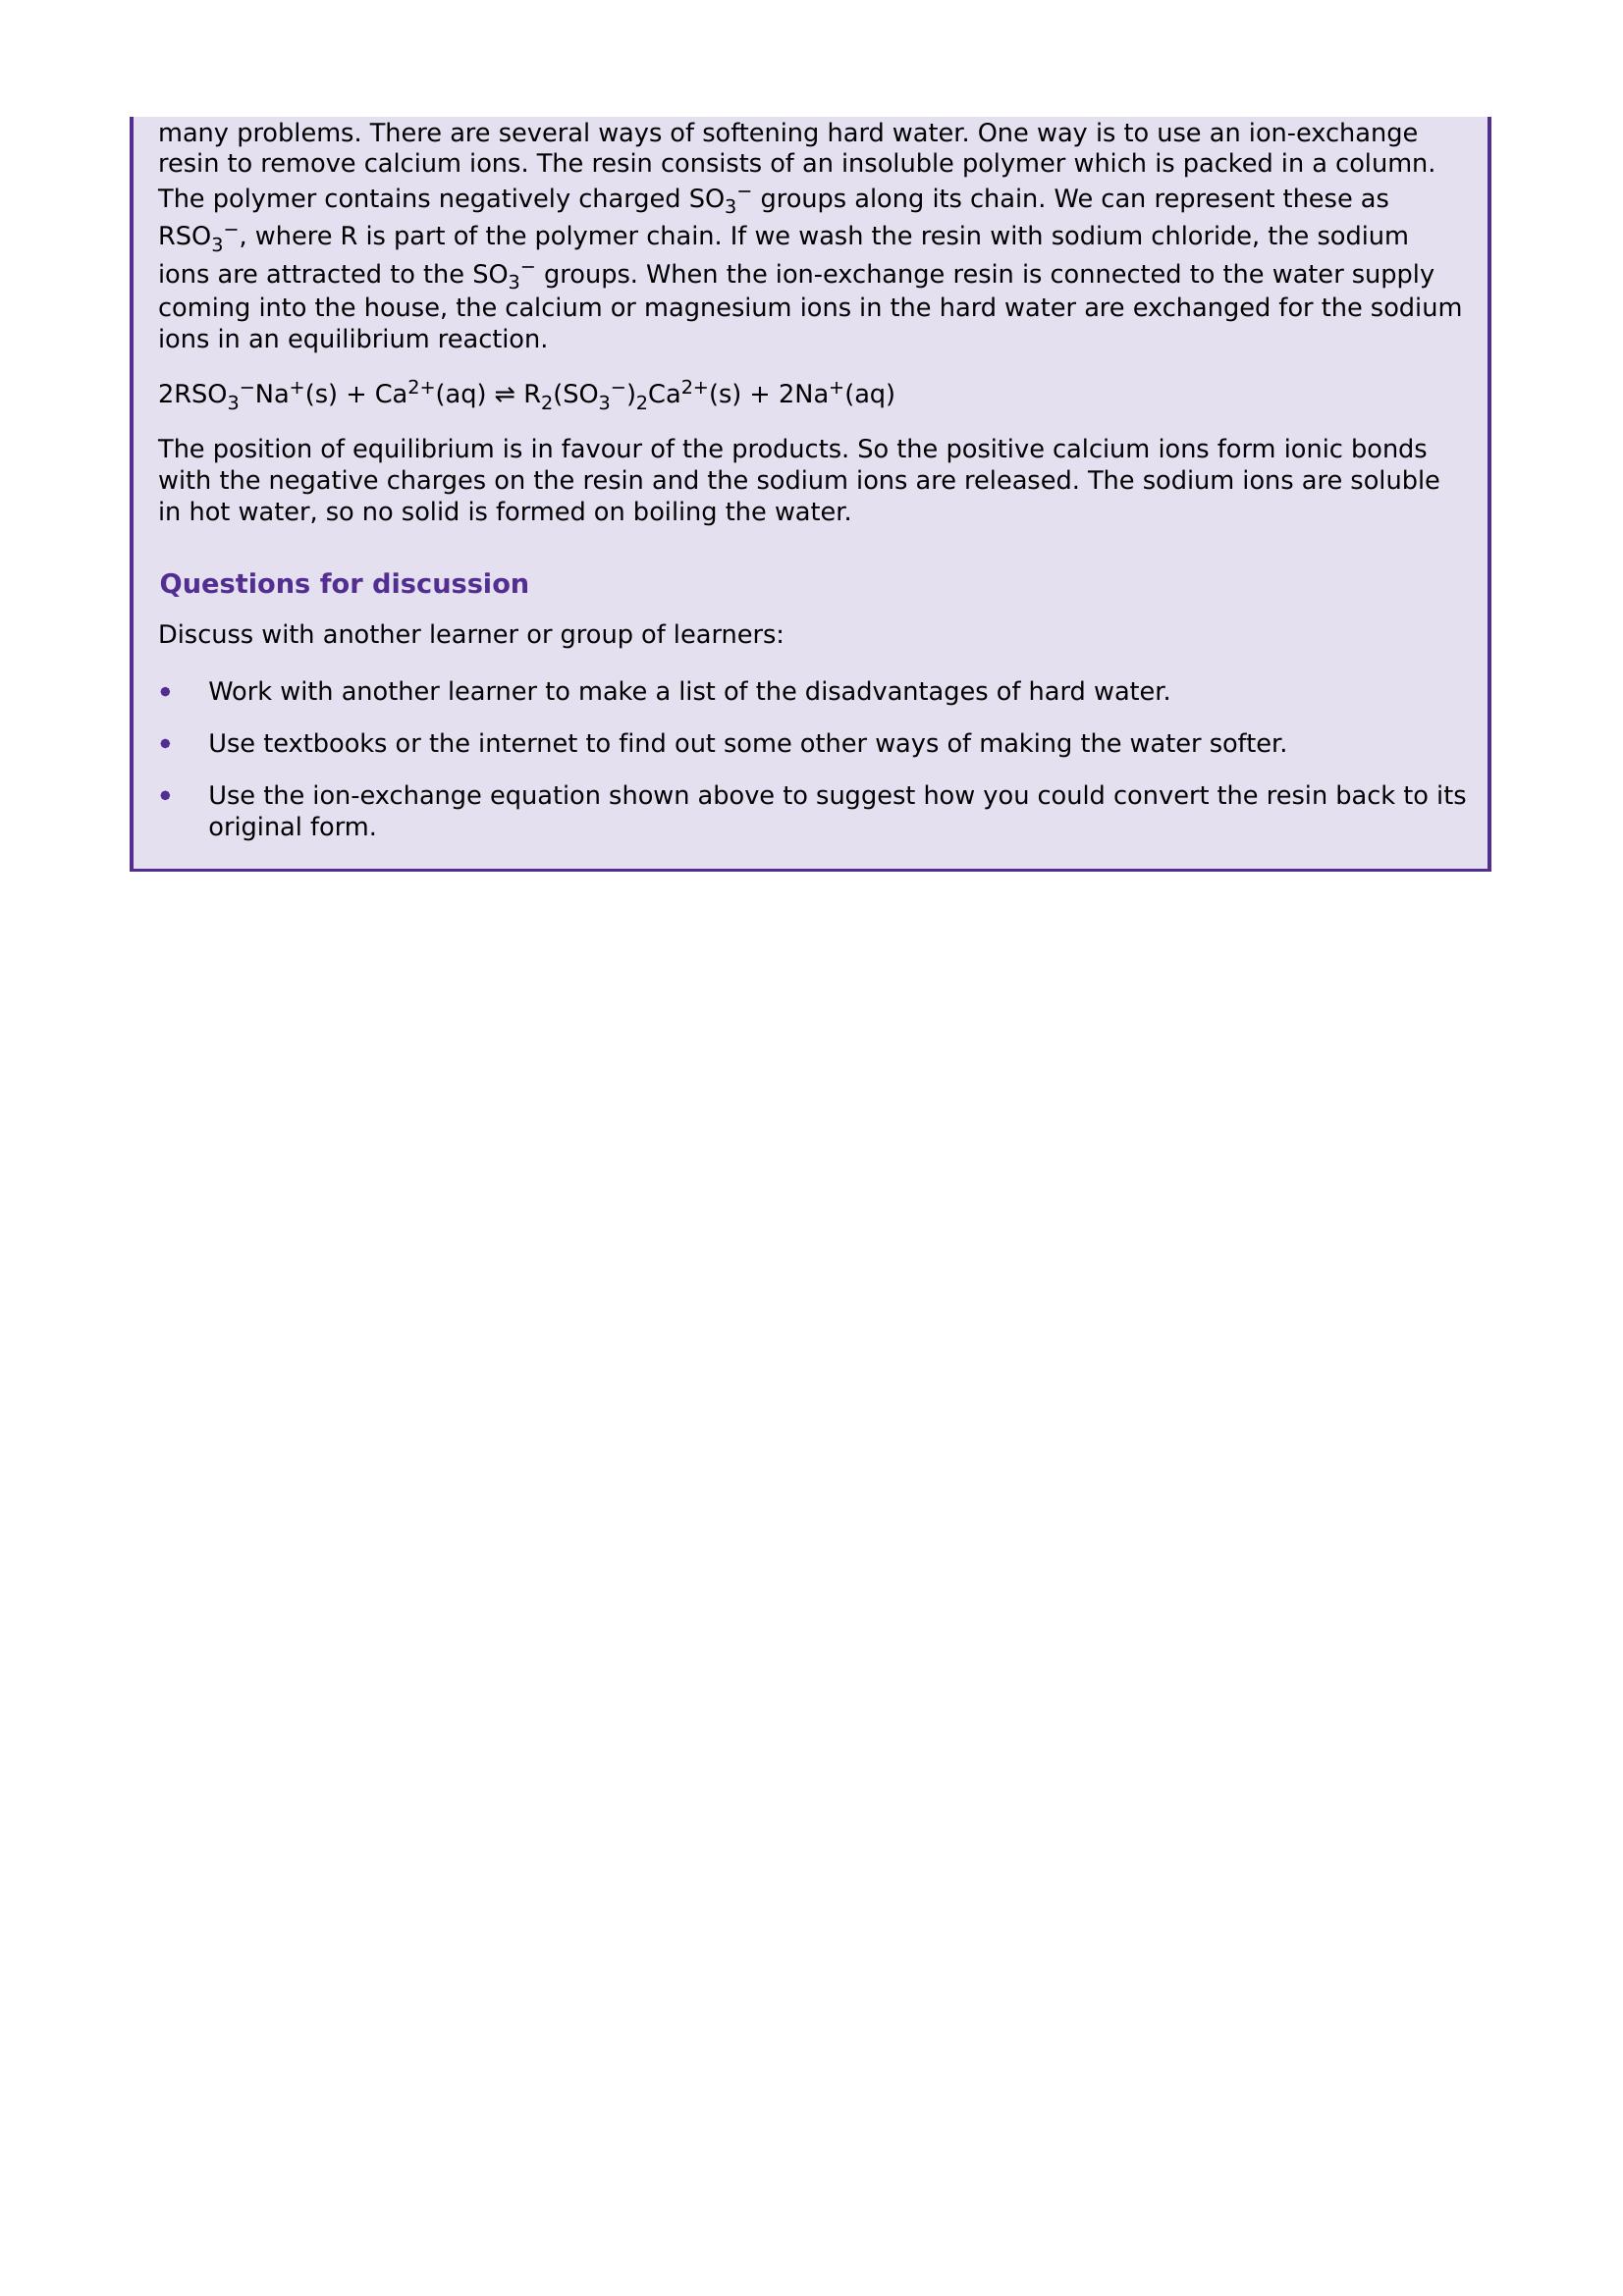 many problems. There are several ways of softening hard water. One way is to use an ion-exchange
resin to remove calcium ions. The resin consists of an insoluble polymer which is packed in a column.
The polymer contains negatively charged SO₃⁻ groups along its chain. We can represent these as
RSO₃⁻, where R is part of the polymer chain. If we wash the resin with sodium chloride, the sodium
ions are attracted to the SO₃⁻ groups. When the ion-exchange resin is connected to the water supply
coming into the house, the calcium or magnesium ions in the hard water are exchanged for the sodium
ions in an equilibrium reaction.
2RSO₃⁻Na⁺(s) + Ca²⁺(aq) ⇌ R₂(SO₃⁻)₂Ca²⁺(s) + 2Na⁺(aq)
The position of equilibrium is in favour of the products. So the positive calcium ions form ionic bonds
with the negative charges on the resin and the sodium ions are released. The sodium ions are soluble
in hot water, so no solid is formed on boiling the water.
Questions for discussion
Discuss with another learner or group of learners:
• Work with another learner to make a list of the disadvantages of hard water.
• Use textbooks or the internet to find out some other ways of making the water softer.
• Use the ion-exchange equation shown above to suggest how you could convert the resin back to its
original form.